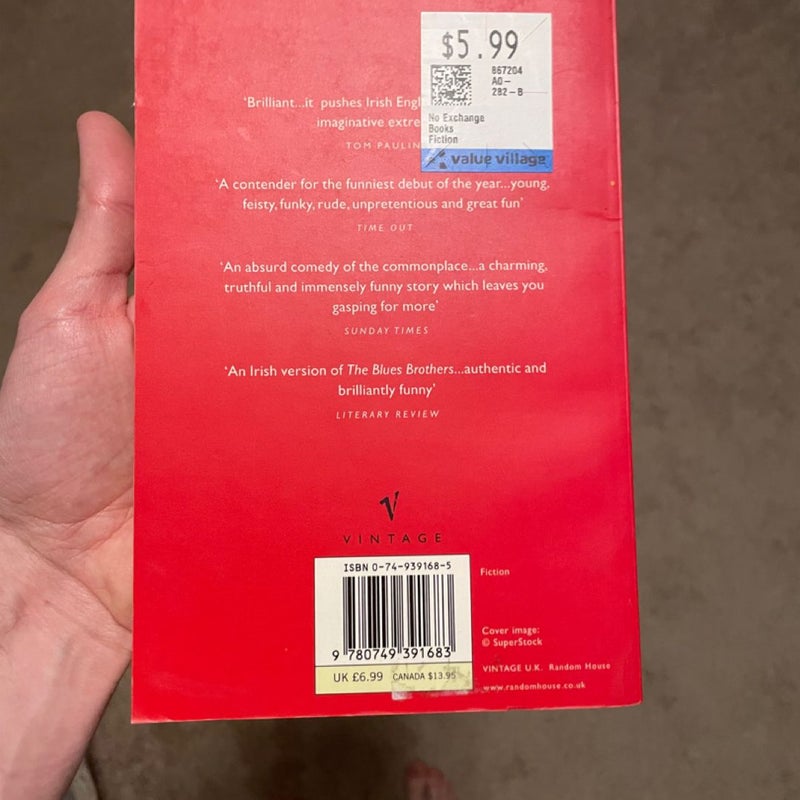 $5.99
867204
A0-
282-B
No Exchange
Books
Fiction
value village
'Brilliant...it pushes Irish Engl
imaginative extre
TOM PAULIN
'A contender for the funniest debut of the year...young,
feisty, funky, rude, unpretentious and great fun'
TIME OUT
'An absurd comedy of the commonplace...a charming,
truthful and immensely funny story which leaves you
gasping for more'
SUNDAY TIMES
'An Irish version of The Blues Brothers...authentic and
brilliantly funny'
LITERARY REVIEW
V
VINTAGE
ISBN 0-74-939168-5
9 780749 391683
UK £6.99 CANADA $13.95
Fiction
Cover image:
© SuperStock
VINTAGE U.K. Random House
www.randomhouse.co.uk